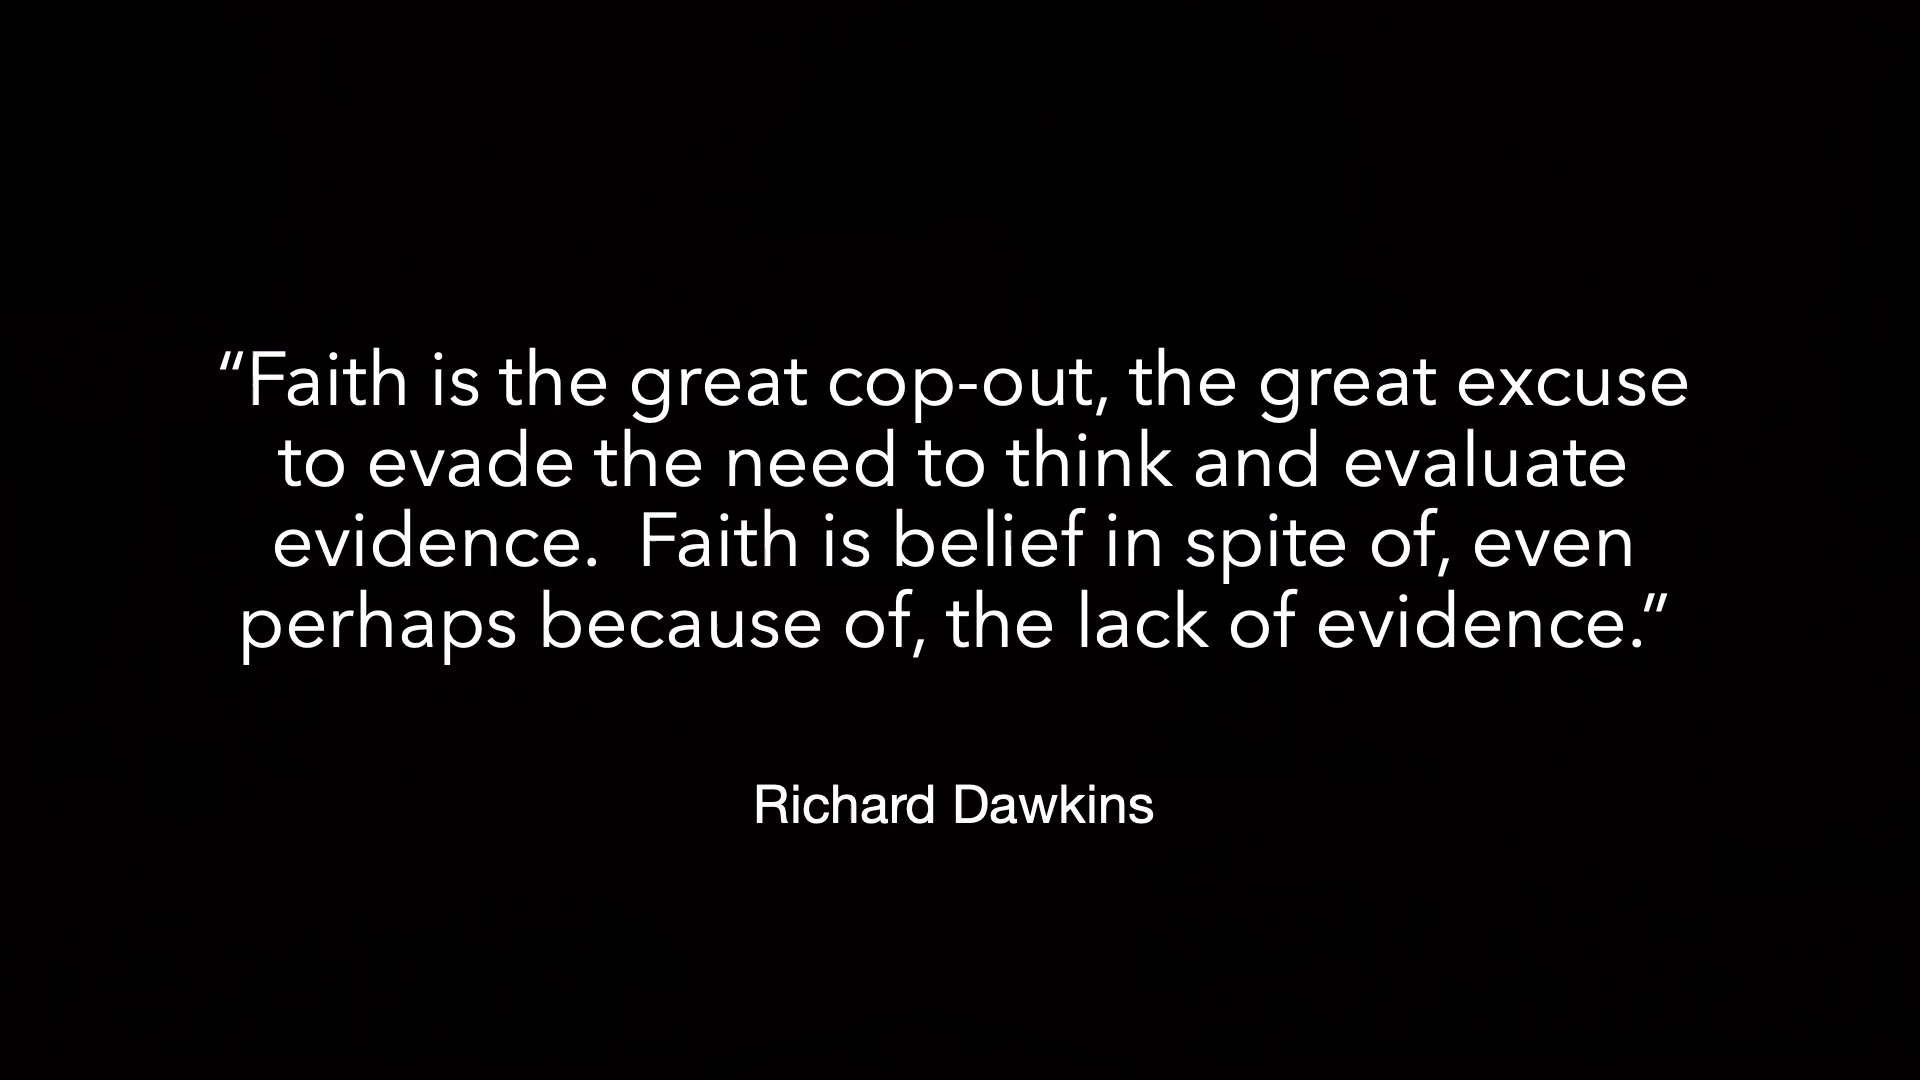 “Faith is the great cop-out, the great excuse
to evade the need to think and evaluate
evidence.  Faith is belief in spite of, even
perhaps because of, the lack of evidence.”
Richard Dawkins